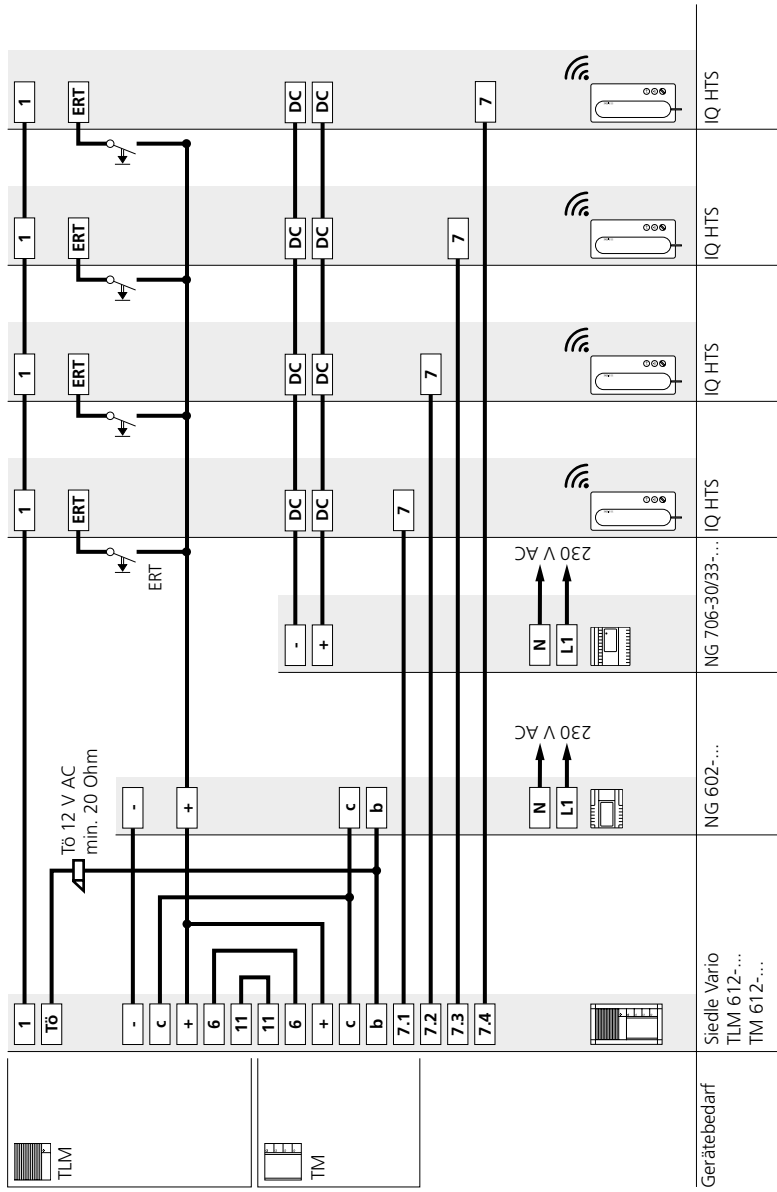 1
ERT
DC
DC
7
IQ HTS
1
ERT
DC
DC
7
IQ HTS
1
ERT
DC
DC
7
IQ HTS
1
ERT
ERT
DC
DC
7
IQ HTS
-
+
N
L1
230 V AC
NG 706-30/33-...
Tö 12 V AC
min. 20 Ohm
-
+
c
b
N
L1
230 V AC
NG 602-...
1
Tö
-
c
+
6
11
11
6
+
c
b
7.1
7.2
7.3
7.4
Siedle Vario
TLM 612-...
TM 612-...
TLM
TM
Gerätebedarf